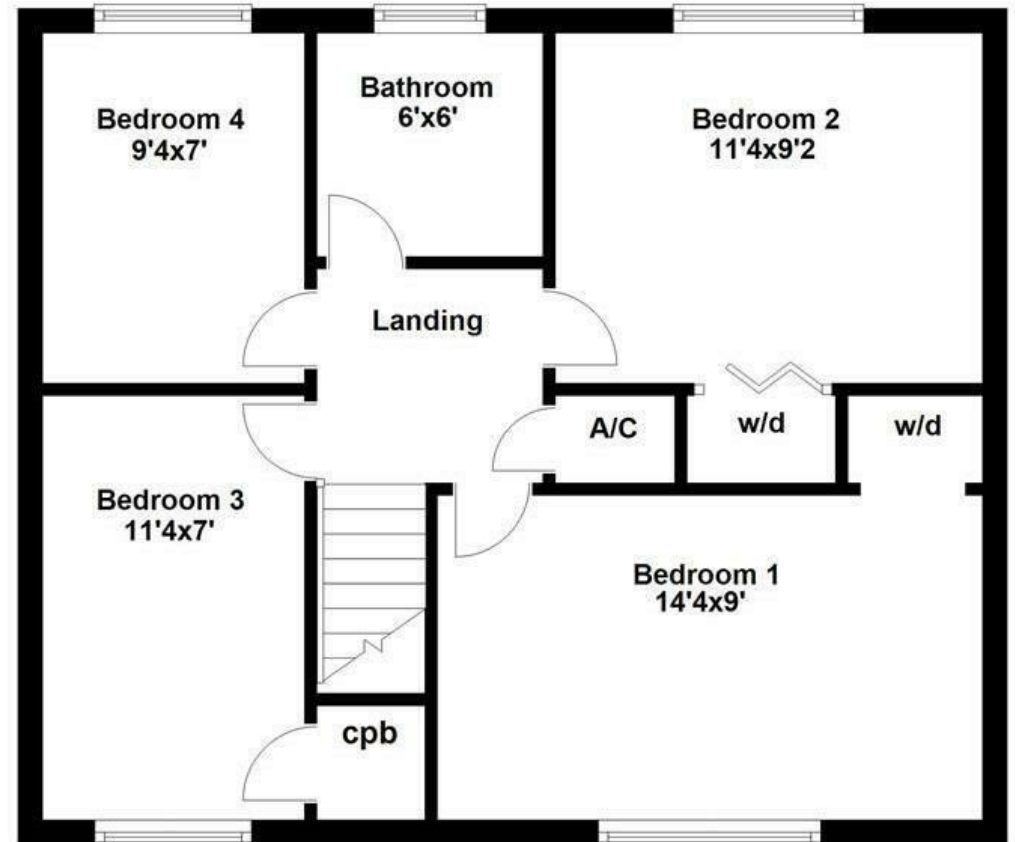 Bedroom 4
9'4x7'
Bathroom
6'x6'
Bedroom 2
11'4x9'2
Landing
A/C
w/d
w/d
Bedroom 3
11'4x7'
Bedroom 1
14'4x9'
cpb